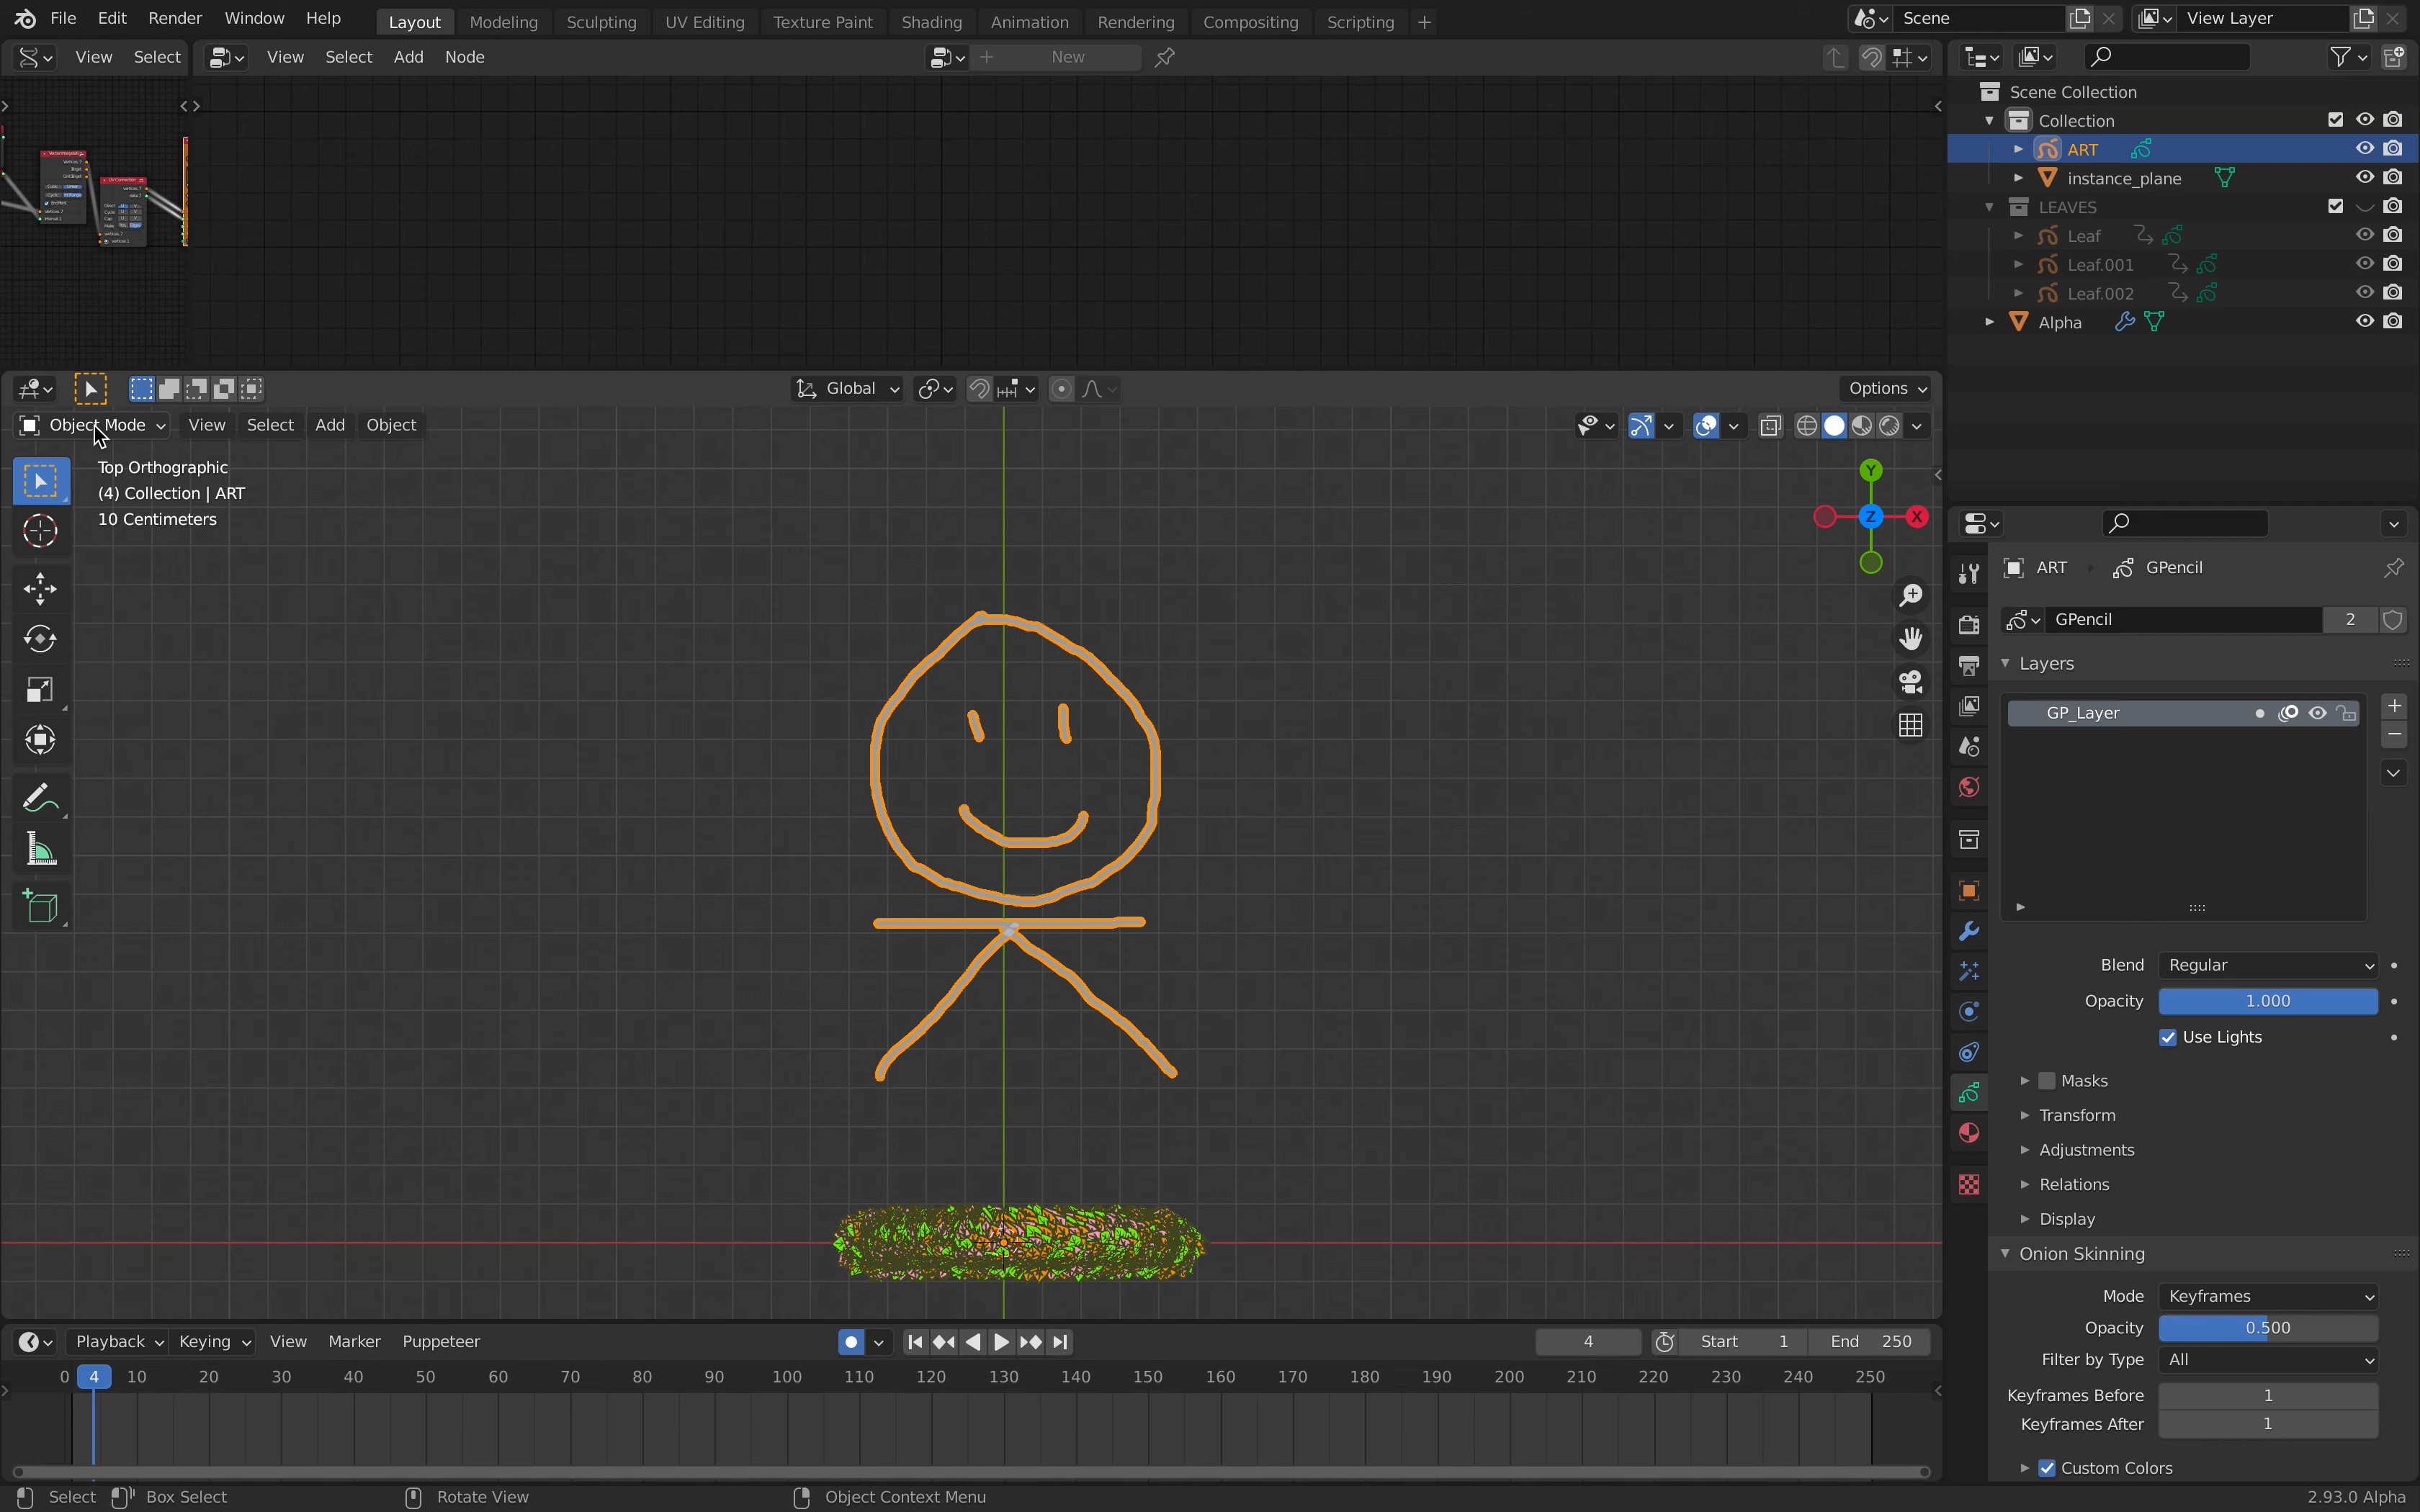 File Edit Render Window Help
Layout Modeling Sculpting UV Editing Texture Paint Shading Animation Rendering Compositing Scripting +
Scene
View Layer
View Select
View Select Add Node
New
Scene Collection
Collection
ART
instance_plane
LEAVES
Leaf
Leaf.001
Leaf.002
Alpha
Global
Options
Object Mode View Select Add Object
Top Orthographic
(4) Collection | ART
10 Centimeters
Y
Z
X
ART GPencil
GPencil 2
Layers
GP_Layer
Blend Regular
Opacity 1.000
Use Lights
Masks
Transform
Adjustments
Relations
Display
Onion Skinning
Mode Keyframes
Opacity 0.500
Filter by Type All
Keyframes Before 1
Keyframes After 1
Custom Colors
Playback Keying View Marker Puppeteer
4 Start 1 End 250
0 4 10 20 30 40 50 60 70 80 90 100 110 120 130 140 150 160 170 180 190 200 210 220 230 240 250
Select Box Select Rotate View Object Context Menu
2.93.0 Alpha